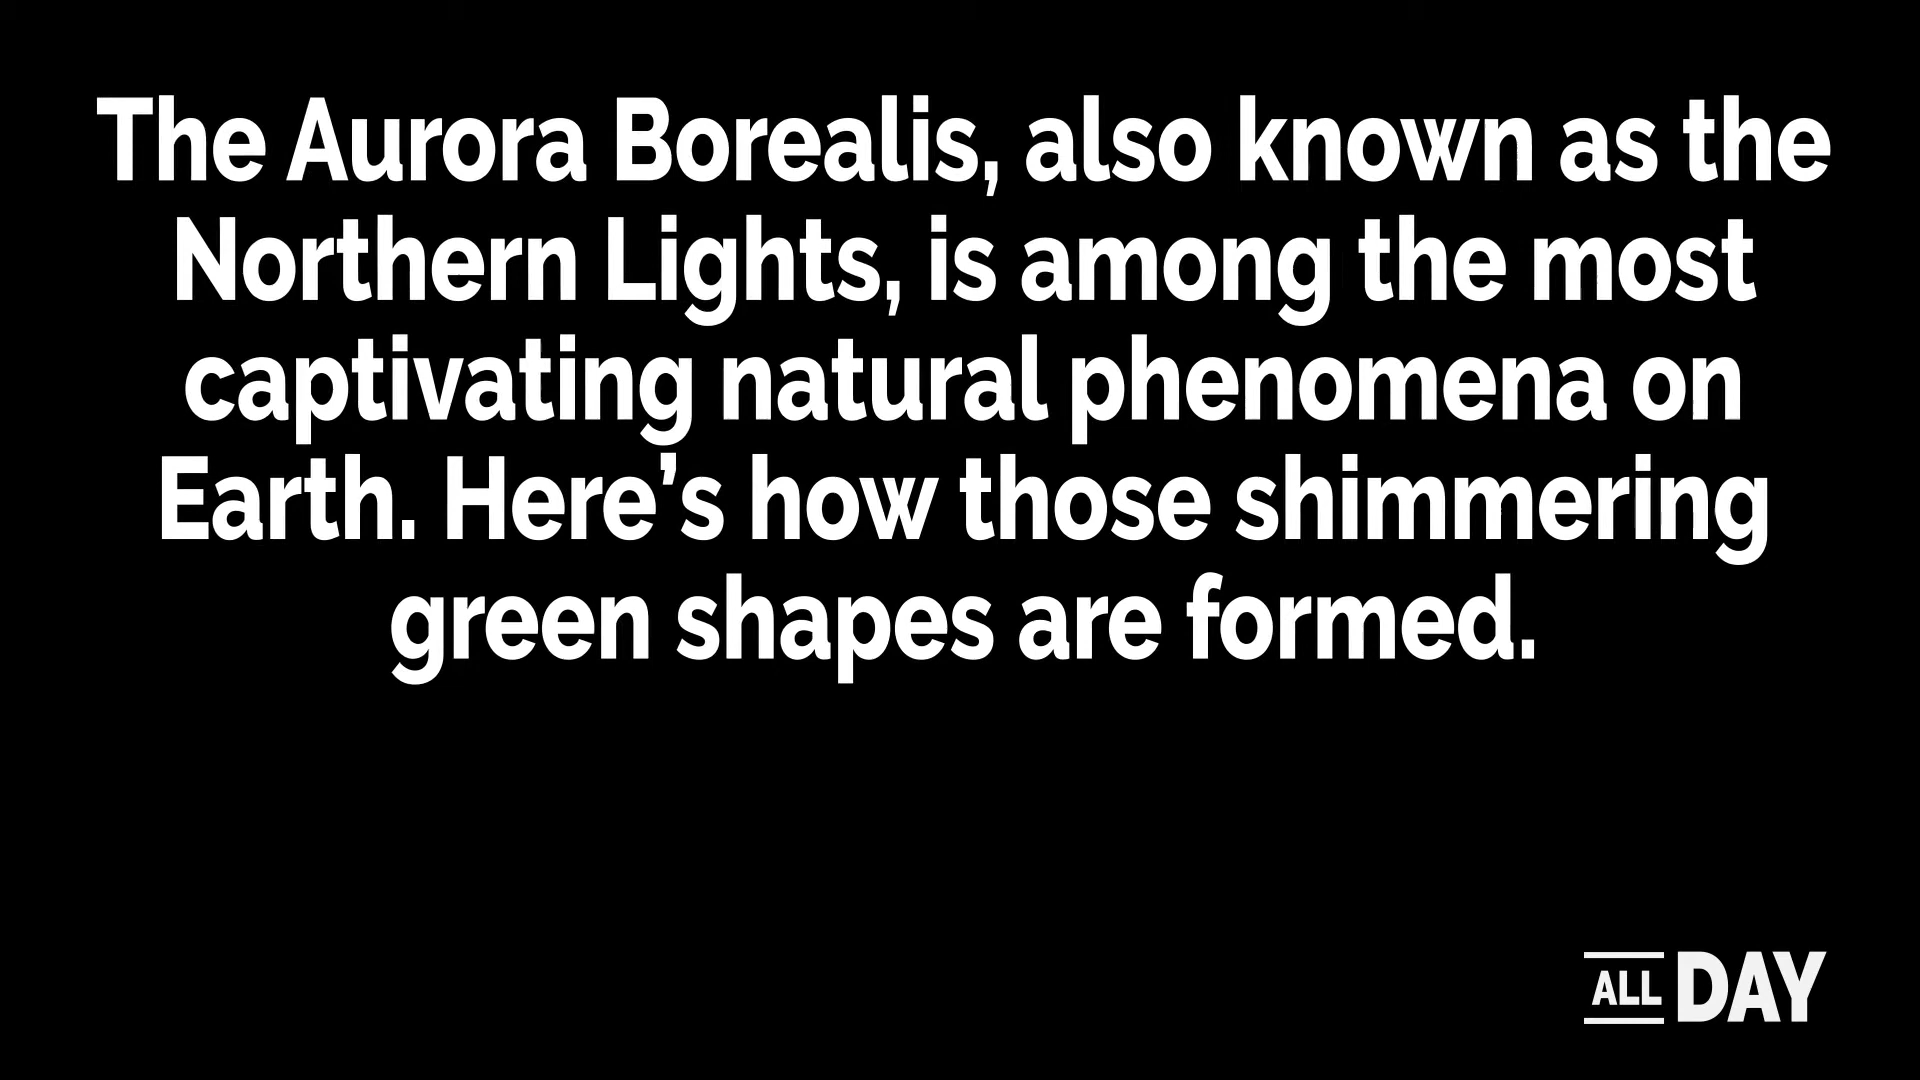 The Aurora Borealis, also known as the
Northern Lights, is among the most
captivating natural phenomena on
Earth. Here’s how those shimmering
green shapes are formed.
ALL DAY